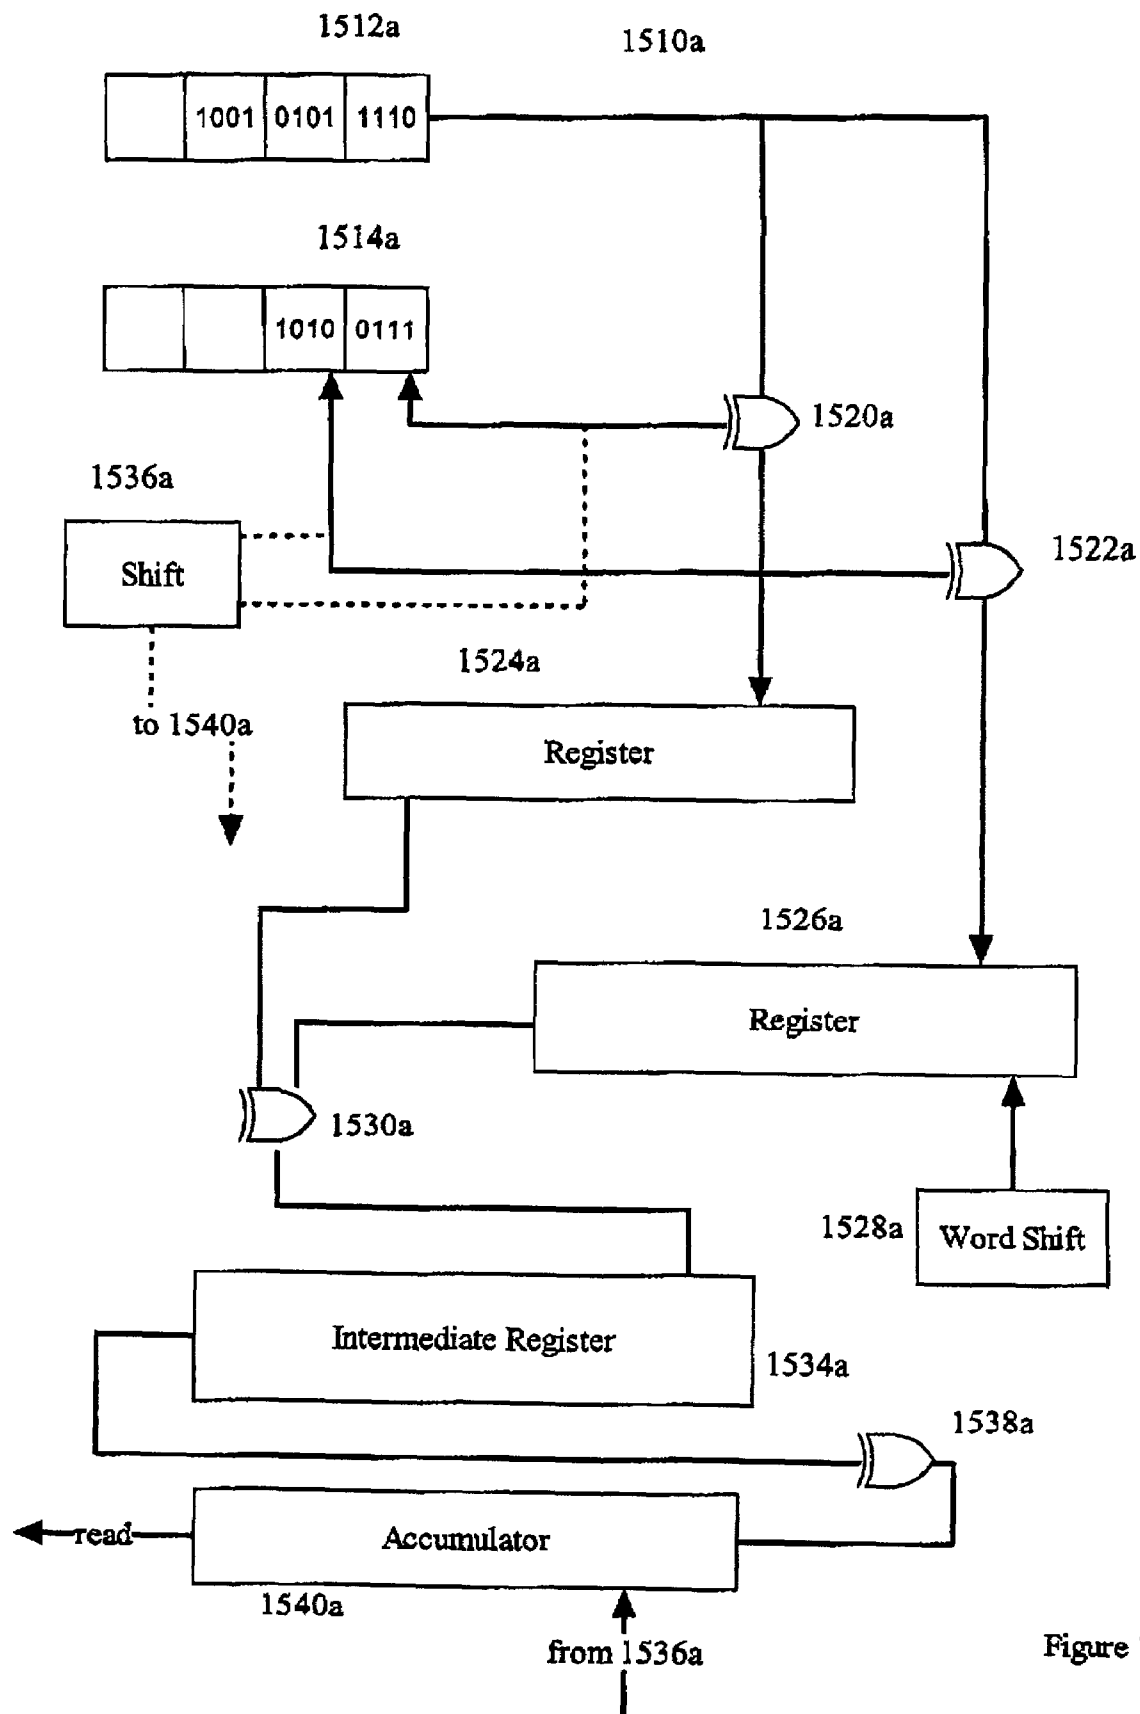 1512a
1510a
1001 0101 1110
1514a
1010 0111
1520a
1536a
Shift
1522a
1524a
to 1540a
Register
1526a
Register
1530a
1528a
Word Shift
Intermediate Register
1534a
1538a
read
Accumulator
1540a
from 1536a
Figure